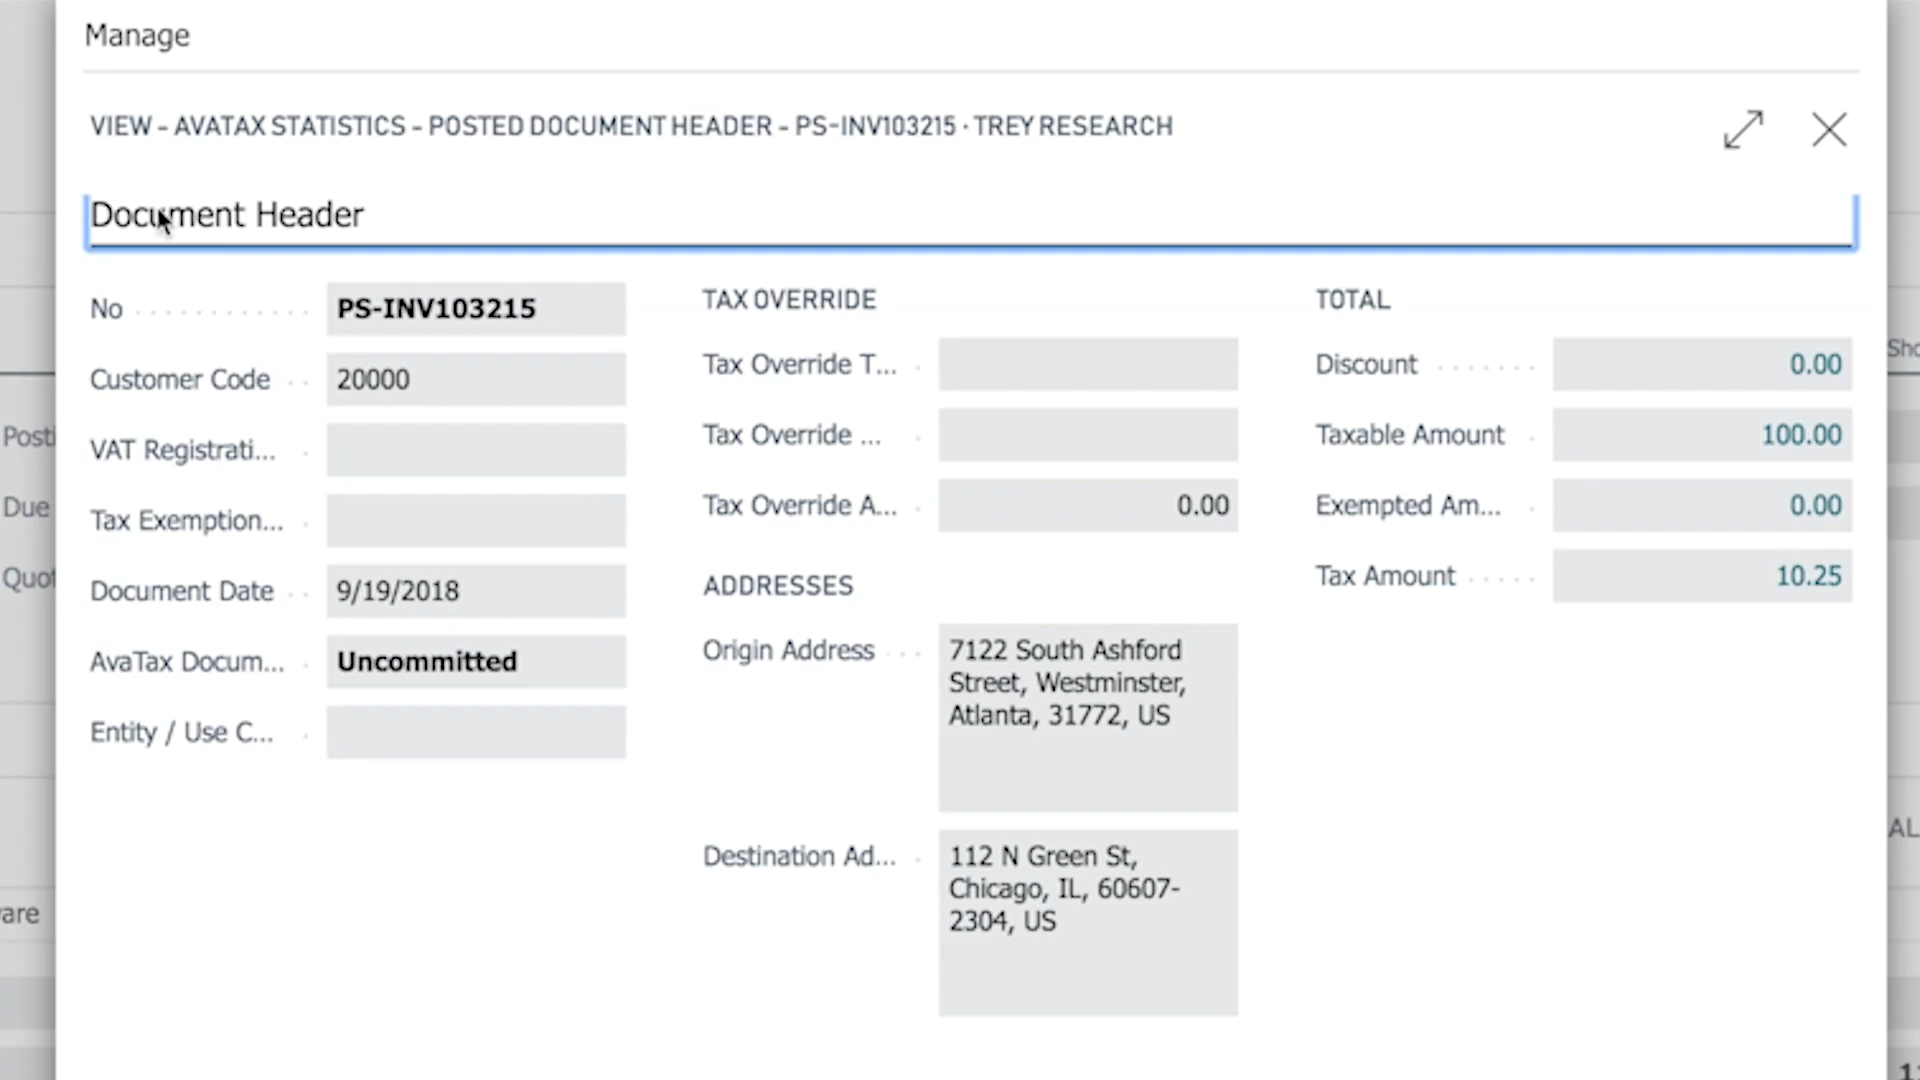 Manage
VIEW - AVATAX STATISTICS - POSTED DOCUMENT HEADER - PS-INV103215 · TREY RESEARCH
Document Header
No
PS-INV103215
Customer Code
20000
VAT Registrati...
Tax Exemption...
Document Date
9/19/2018
AvaTax Docum...
Uncommitted
Entity / Use C...
TAX OVERRIDE
Tax Override T...
Tax Override ...
Tax Override A...
0.00
ADDRESSES
Origin Address
7122 South Ashford
Street, Westminster,
Atlanta, 31772, US
Destination Ad...
112 N Green St,
Chicago, IL, 60607-
2304, US
TOTAL
Discount
0.00
Taxable Amount
100.00
Exempted Am...
0.00
Tax Amount
10.25
Posti
Due
Quot
are
Sho
AL